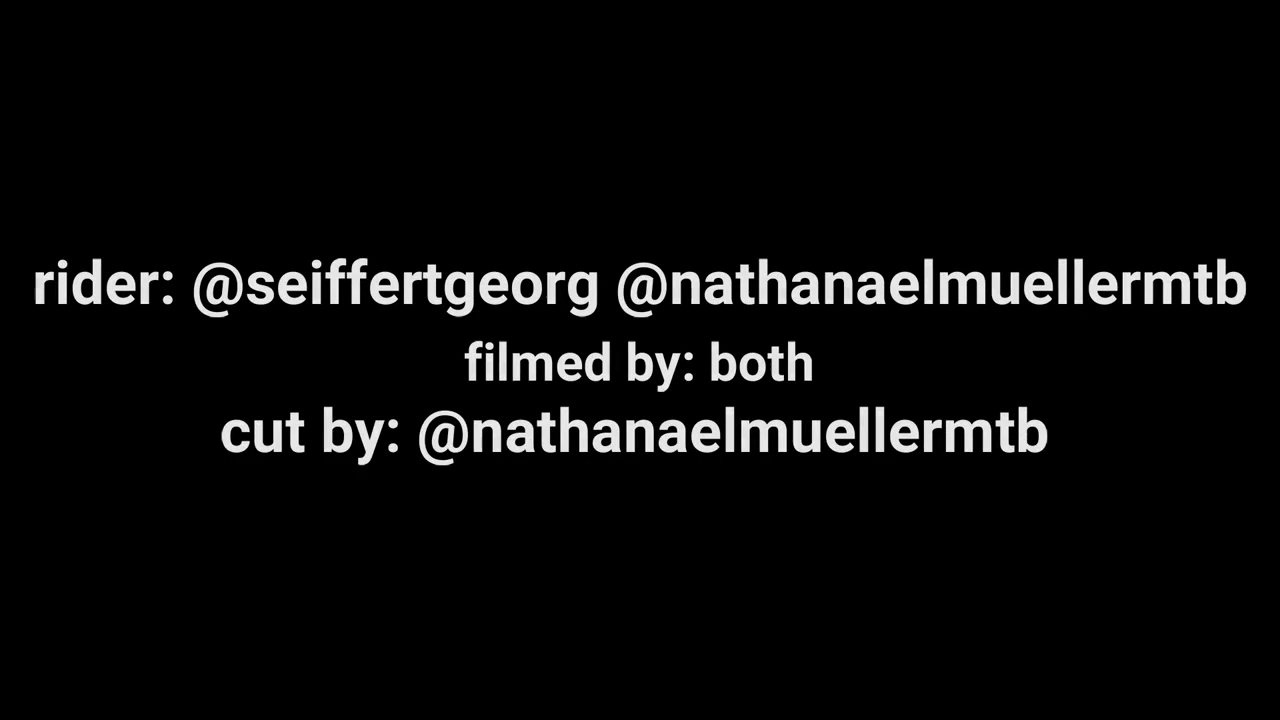 rider: @seiffertgeorg @nathanaelmuellermtb
filmed by: both
cut by: @nathanaelmuellermtb